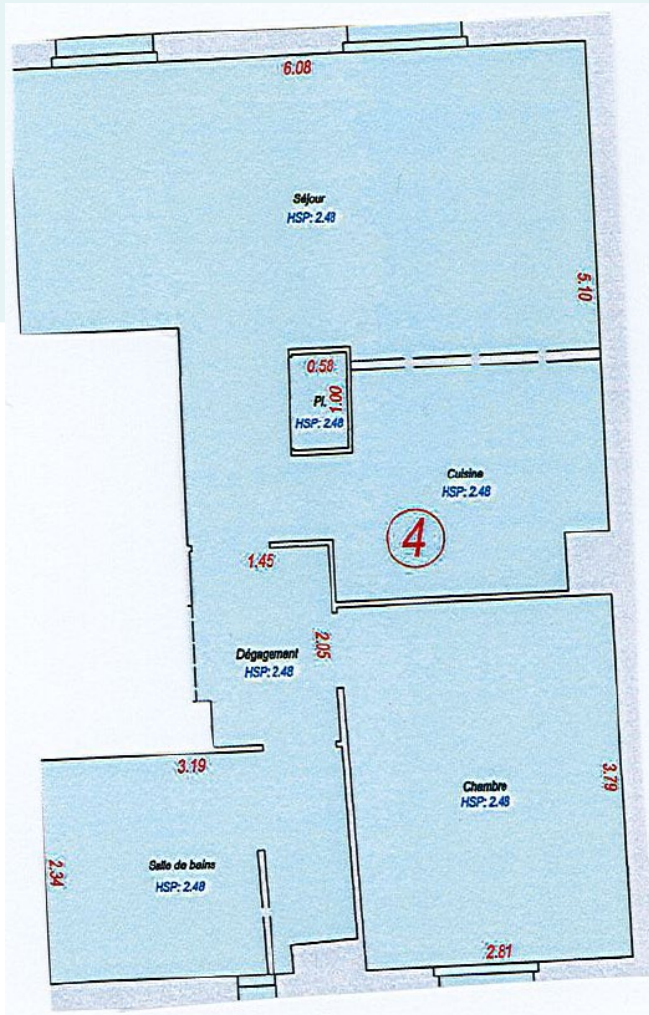 6.08
Séjour
HSP: 2.48
5.10
0.58
1.00
Pl.
HSP: 2.48
Cuisine
HSP: 2.48
4
1.45
2.05
Dégagement
HSP: 2.48
3.19
3.79
Chambre
HSP: 2.48
2.34
Salle de bains
HSP: 2.48
2.81